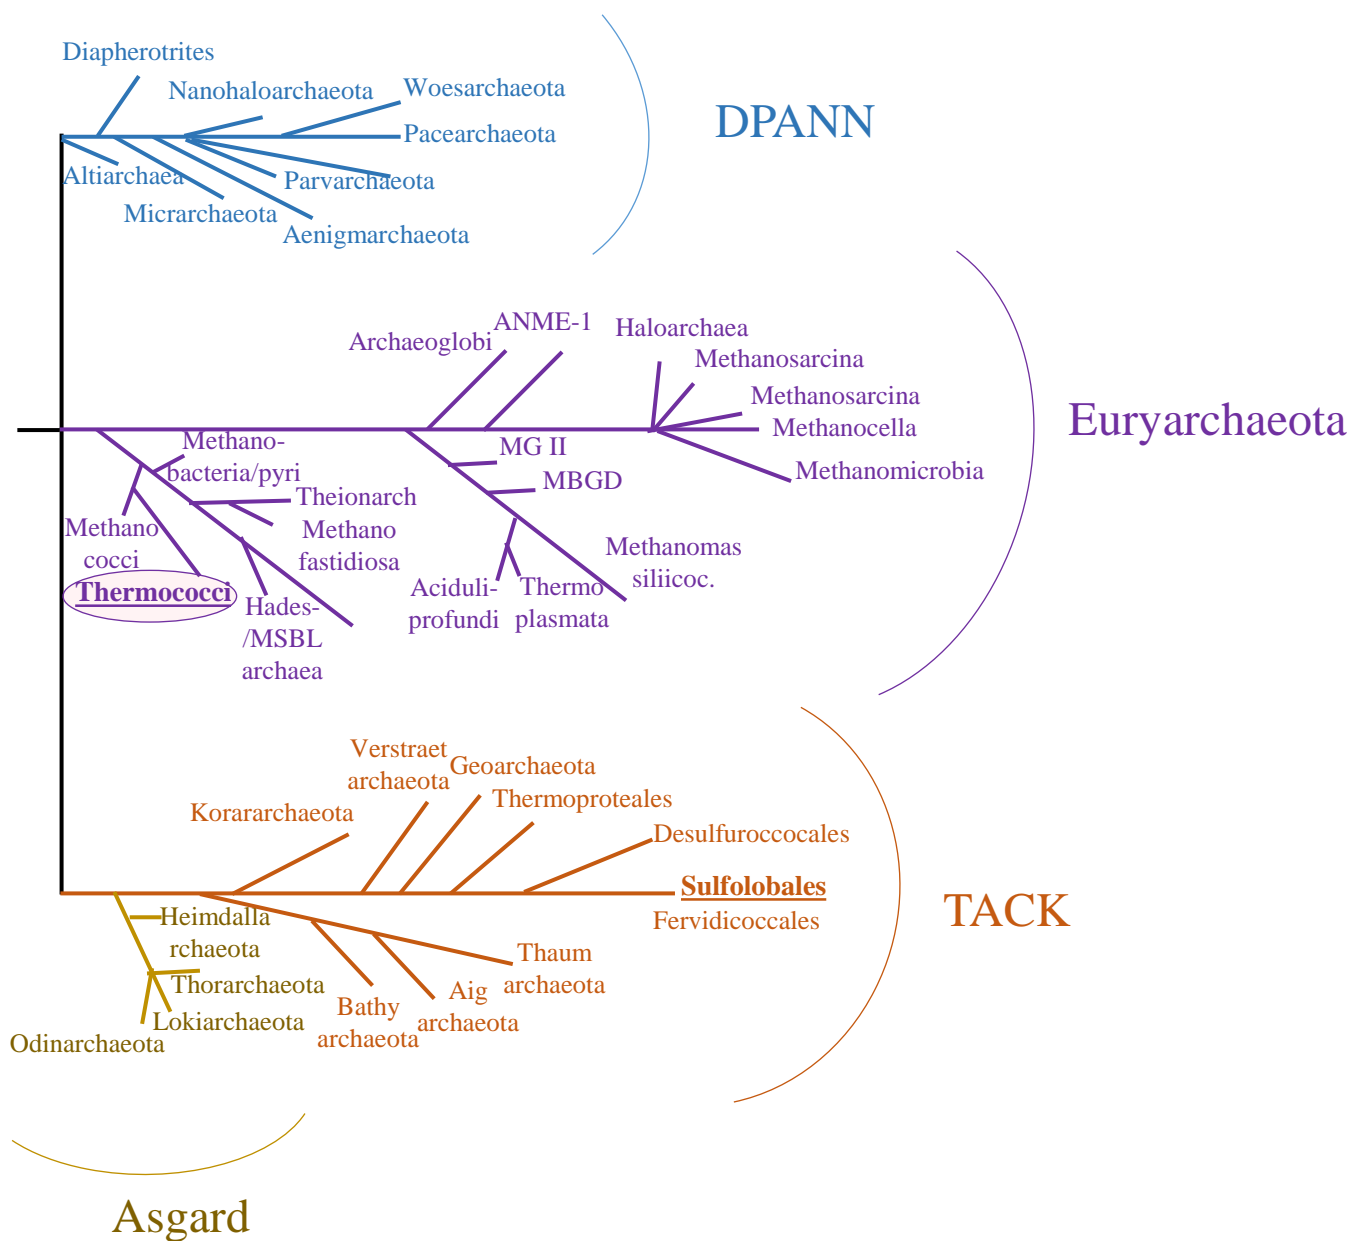 Diapherotrites
Nanohaloarchaeota
Woesarchaeota
DPANN
Pacearchaeota
Altiarchaea
Parvarchaeota
Micrarchaeota
Aenigmarchaeota
ANME-1
Archaeoglobi
Haloarchaea
Methanosarcina
Methanosarcina
Euryarchaeota
Methanocella
Methano-
bacteria/pyri
MG II
Methanomicrobia
MBGD
Theionarch
Methano
cocci
Methano
fastidiosa
Methanomas
siliicoc.
Thermococci
Aciduli-
profundi
Thermo
plasmata
Hades-
/MSBL
archaea
Verstraet
archaeota
Geoarchaeota
Thermoproteales
Korararchaeota
Desulfuroccocales
Sulfolobales
Fervidicoccales
TACK
Heimdalla
rchaeota
Thaum
archaeota
Thorarchaeota
Aig
archaeota
Bathy
archaeota
Lokiarchaeota
Odinarchaeota
Asgard